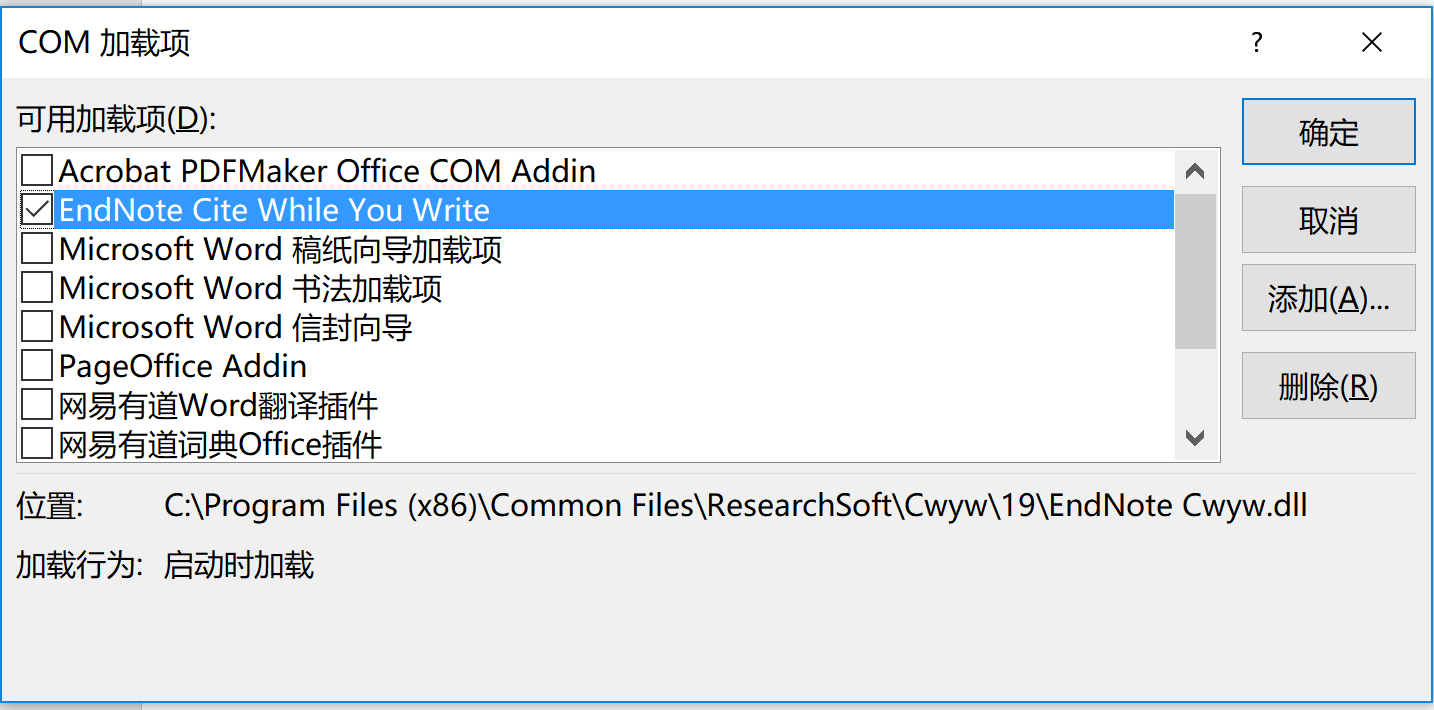 COM 加载项
?
可用加载项(D):
确定
Acrobat PDFMaker Office COM Addin
EndNote Cite While You Write
取消
Microsoft Word 稿纸向导加载项
Microsoft Word 书法加载项
添加(A)...
Microsoft Word 信封向导
PageOffice Addin
删除(R)
网易有道Word翻译插件
网易有道词典Office插件
位置: C:\Program Files (x86)\Common Files\ResearchSoft\Cwyw\19\EndNote Cwyw.dll
加载行为: 启动时加载